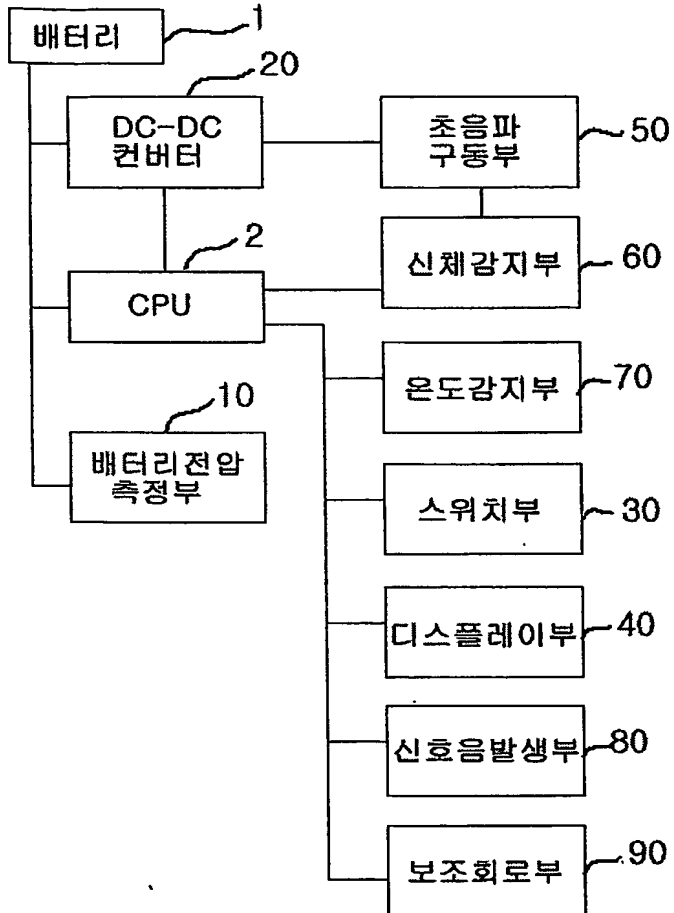 배터리
1
20
DC-DC
컨버터
초음파
구동부
50
2
CPU
신체감지부
60
온도감지부
70
10
배터리전압
측정부
스위치부
30
디스플레이부
40
신호음발생부
80
보조회로부
90